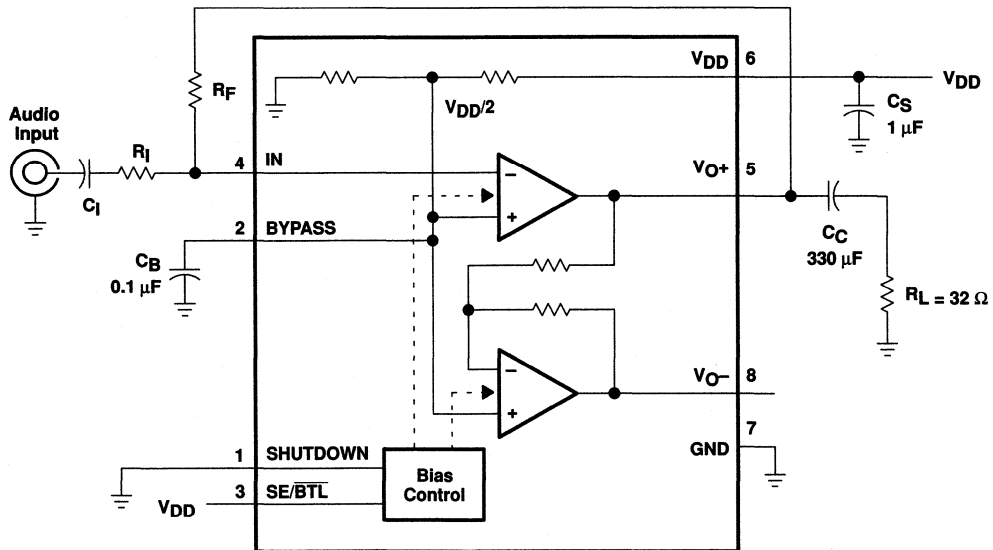 VDD 6
VDD
RF
VDD/2
CS
1 μF
Audio
Input
RI
4 IN
VO+ 5
CI
−
+
2 BYPASS
CC
330 μF
CB
0.1 μF
RL = 32 Ω
−
+
VO− 8
7
GND
1 SHUTDOWN
Bias
Control
3 SE/BTL
VDD